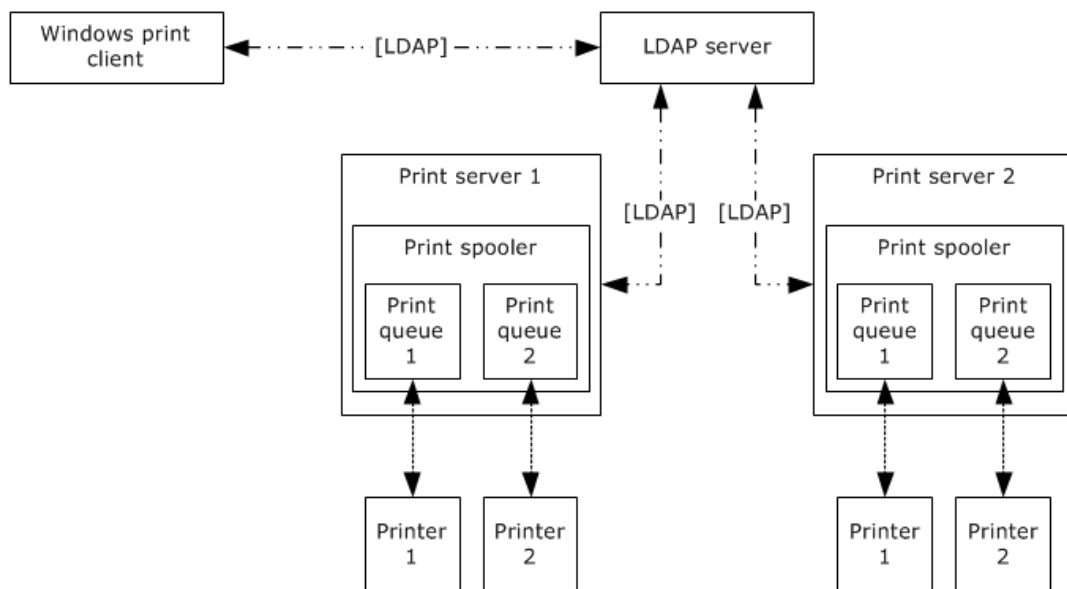 Windows print
client
[LDAP]
LDAP server
Print server 1
Print server 2
[LDAP]
[LDAP]
Print spooler
Print spooler
Print
queue
1
Print
queue
2
Print
queue
1
Print
queue
2
Printer
1
Printer
2
Printer
1
Printer
2